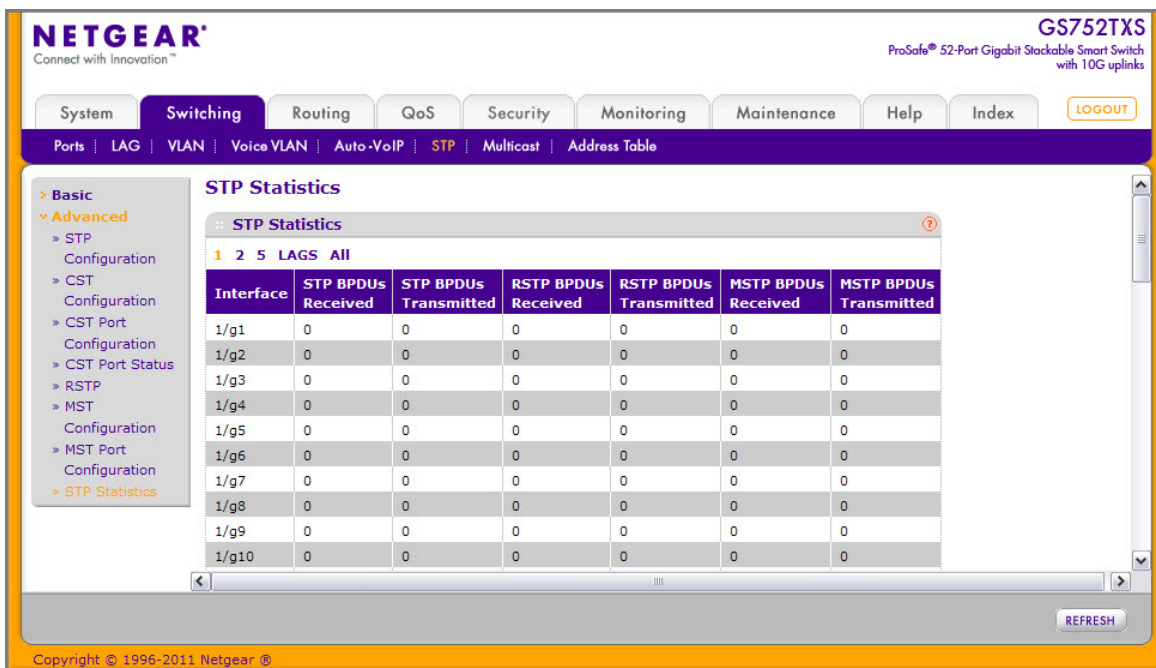 NETGEAR®
Connect with Innovation™
GS752TXS
ProSafe® 52-Port Gigabit Stackable Smart Switch
with 10G uplinks
System Switching Routing QoS Security Monitoring Maintenance Help Index LOGOUT
Ports LAG VLAN Voice VLAN Auto-VoIP STP Multicast Address Table
Basic
Advanced
» STP
Configuration
» CST
Configuration
» CST Port
Configuration
» CST Port Status
» RSTP
» MST
Configuration
» MST Port
Configuration
» STP Statistics
STP Statistics
STP Statistics ?
1 2 5 LAGS All
Interface STP BPDUs Received STP BPDUs Transmitted RSTP BPDUs Received RSTP BPDUs Transmitted MSTP BPDUs Received MSTP BPDUs Transmitted
1/g1 0 0 0 0 0 0
1/g2 0 0 0 0 0 0
1/g3 0 0 0 0 0 0
1/g4 0 0 0 0 0 0
1/g5 0 0 0 0 0 0
1/g6 0 0 0 0 0 0
1/g7 0 0 0 0 0 0
1/g8 0 0 0 0 0 0
1/g9 0 0 0 0 0 0
1/g10 0 0 0 0 0 0
REFRESH
Copyright © 1996-2011 Netgear ®